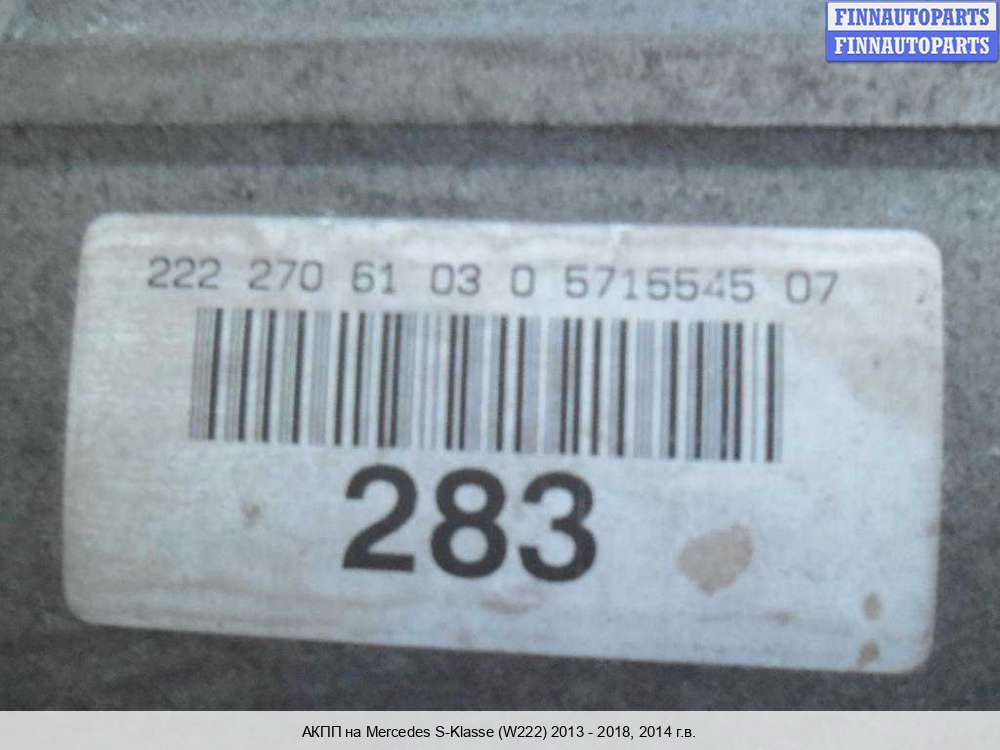 FINNAUTOPARTS
FINNAUTOPARTS
222 270 61 03 0 5715545 07
283
АКПП на Mercedes S-Klasse (W222) 2013 - 2018, 2014 г.в.